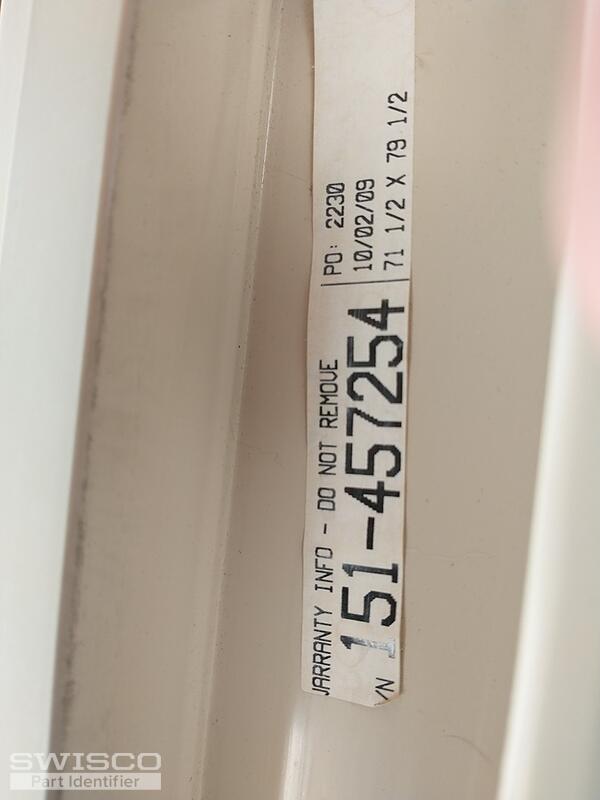 WARRANTY INFO - DO NOT REMOVE
/N 151-457254
PO: 2230
10/02/09
71 1/2 X 79 1/2
SWISCO
Part Identifier